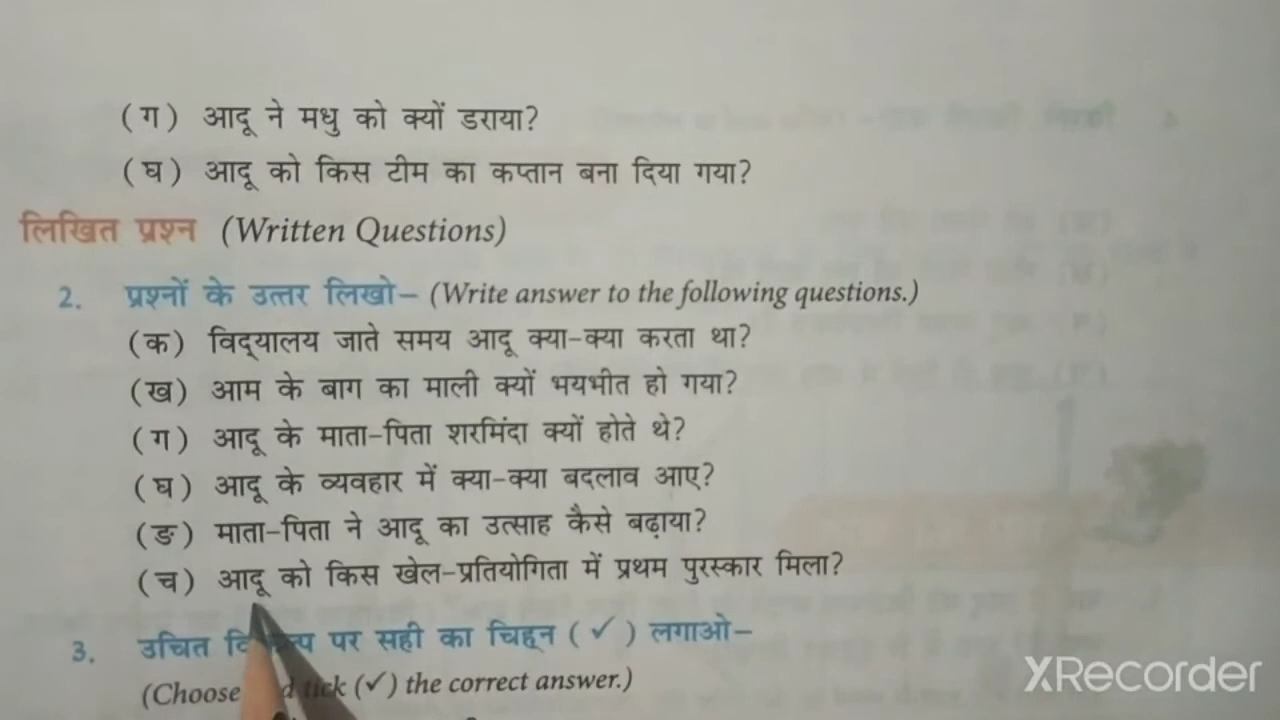 (ग) आदू ने मधु को क्यों डराया?
(घ) आदू को किस टीम का कप्तान बना दिया गया?
लिखित प्रश्न (Written Questions)
2. प्रश्नों के उत्तर लिखो– (Write answer to the following questions.)
(क) विद्‌यालय जाते समय आदू क्या-क्या करता था?
(ख) आम के बाग का माली क्यों भयभीत हो गया?
(ग) आदू के माता-पिता शरमिंदा क्यों होते थे?
(घ) आदू के व्यवहार में क्या-क्या बदलाव आए?
(ङ) माता-पिता ने आदू का उत्साह कैसे बढ़ाया?
(च) आदू को किस खेल-प्रतियोगिता में प्रथम पुरस्कार मिला?
3. उचित पर सही का चिह्‌न (✓) लगाओ–
(Choose tick (✓) the correct answer.)
XRecorder